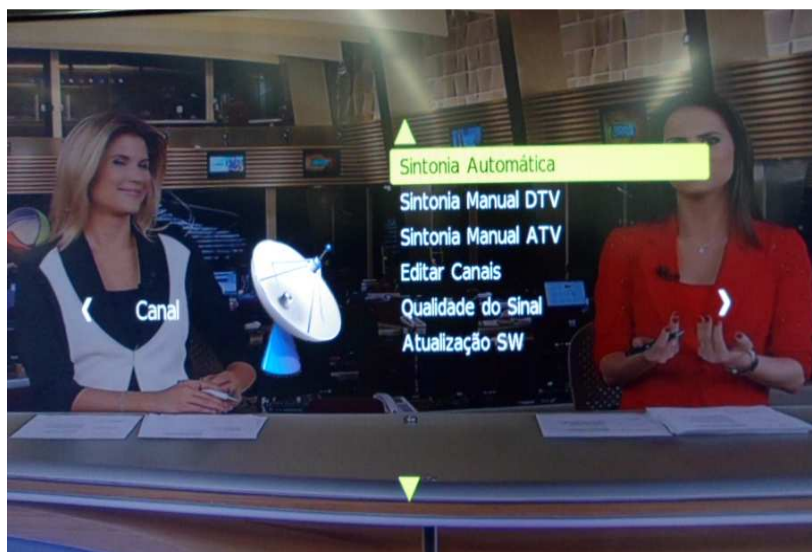 Sintonia Automática
Sintonia Manual DTV
Sintonia Manual ATV
Editar Canais
Canal
Qualidade do Sinal
Atualização SW